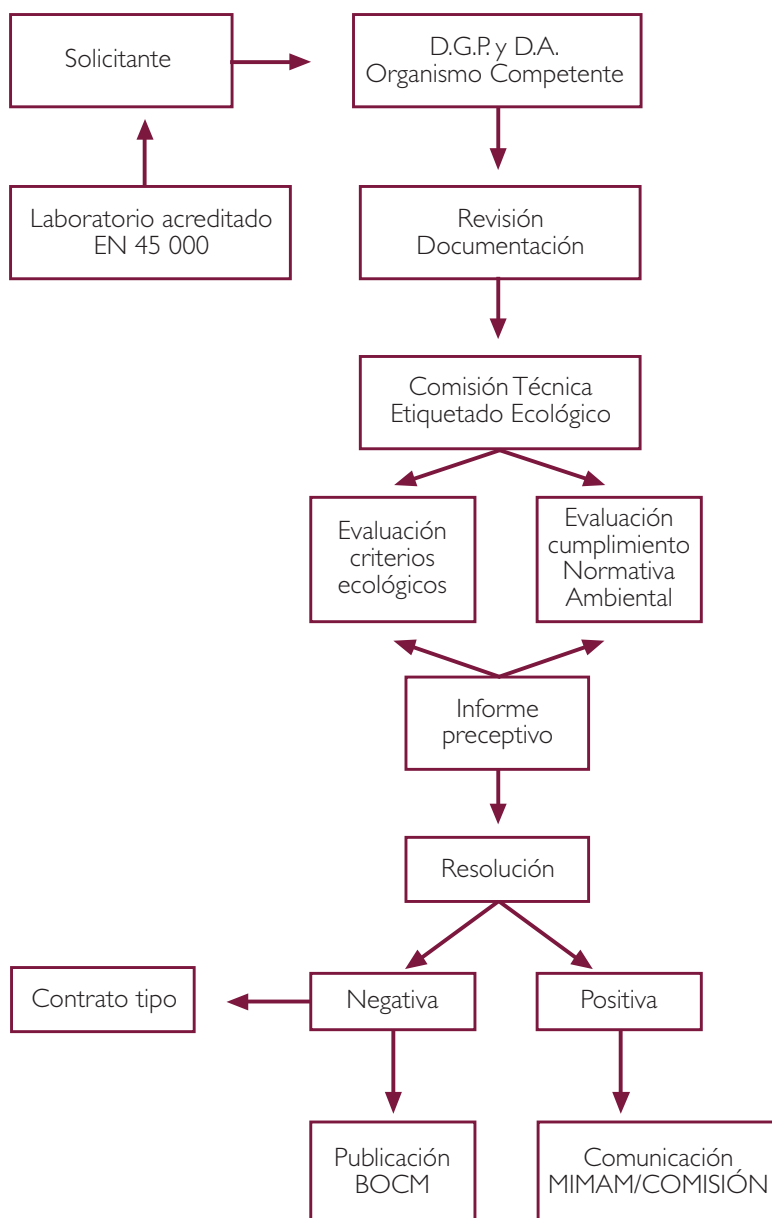 Solicitante
D.G.P. y D.A.
Organismo Competente
Laboratorio acreditado
EN 45 000
Revisión
Documentación
Comisión Técnica
Etiquetado Ecológico
Evaluación
criterios
ecológicos
Evaluación
cumplimiento
Normativa
Ambiental
Informe
preceptivo
Resolución
Contrato tipo
Negativa
Positiva
Publicación
BOCM
Comunicación
MIMAM/COMISIÓN